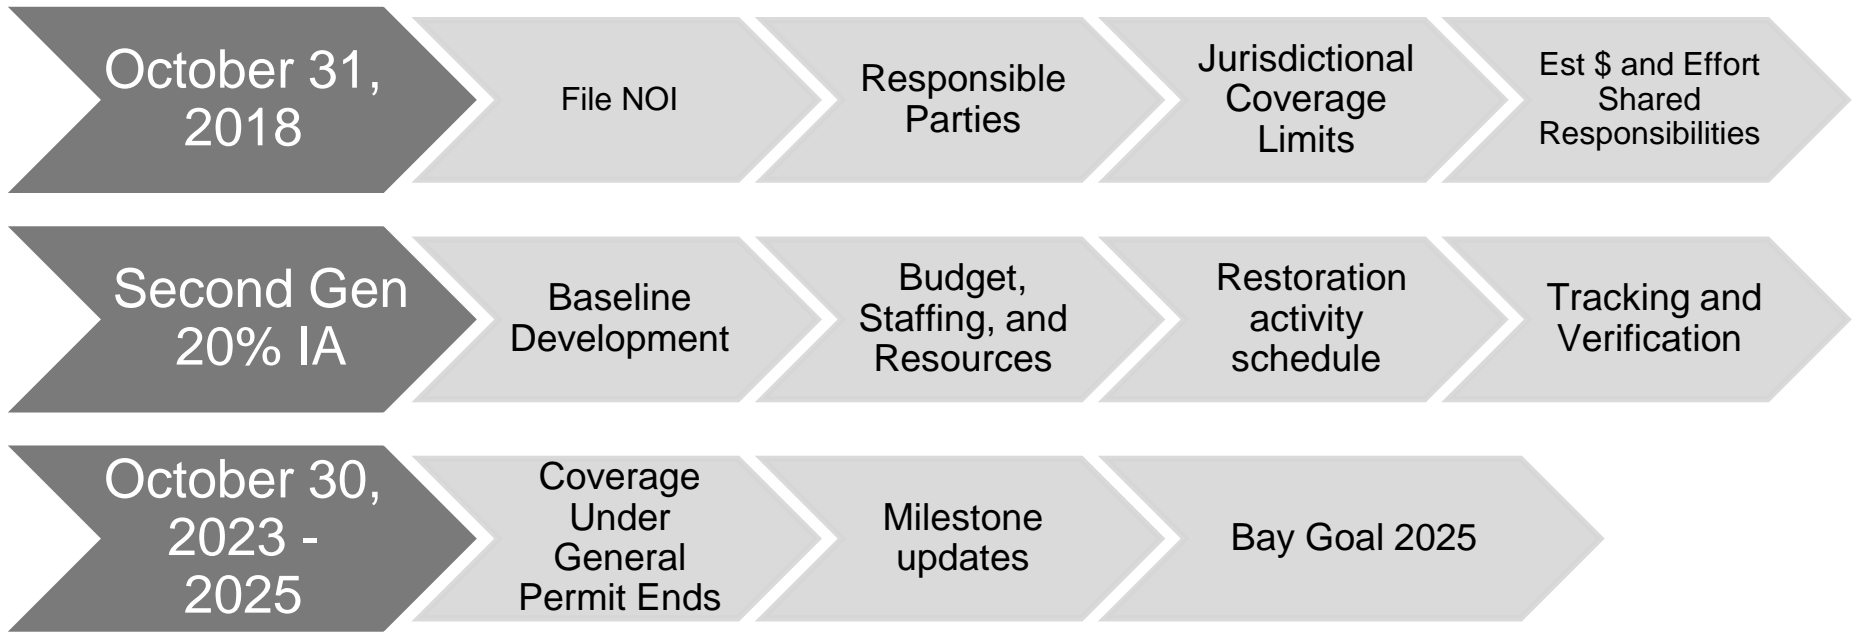 October 31,
2018
File NOI
Responsible
Parties
Jurisdictional
Coverage
Limits
Est $ and Effort
Shared
Responsibilities
Second Gen
20% IA
Baseline
Development
Budget,
Staffing, and
Resources
Restoration
activity
schedule
Tracking and
Verification
October 30,
2023 -
2025
Coverage
Under
General
Permit Ends
Milestone
updates
Bay Goal 2025